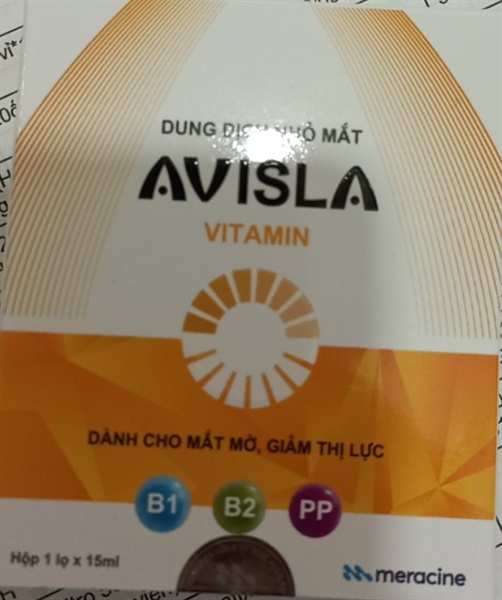 DUNG DỊCH NHỎ MẮT
AVISLA
VITAMIN
DÀNH CHO MẮT MỜ, GIẢM THỊ LỰC
B1 B2 PP
Hộp 1 lọ x 15ml
meracine